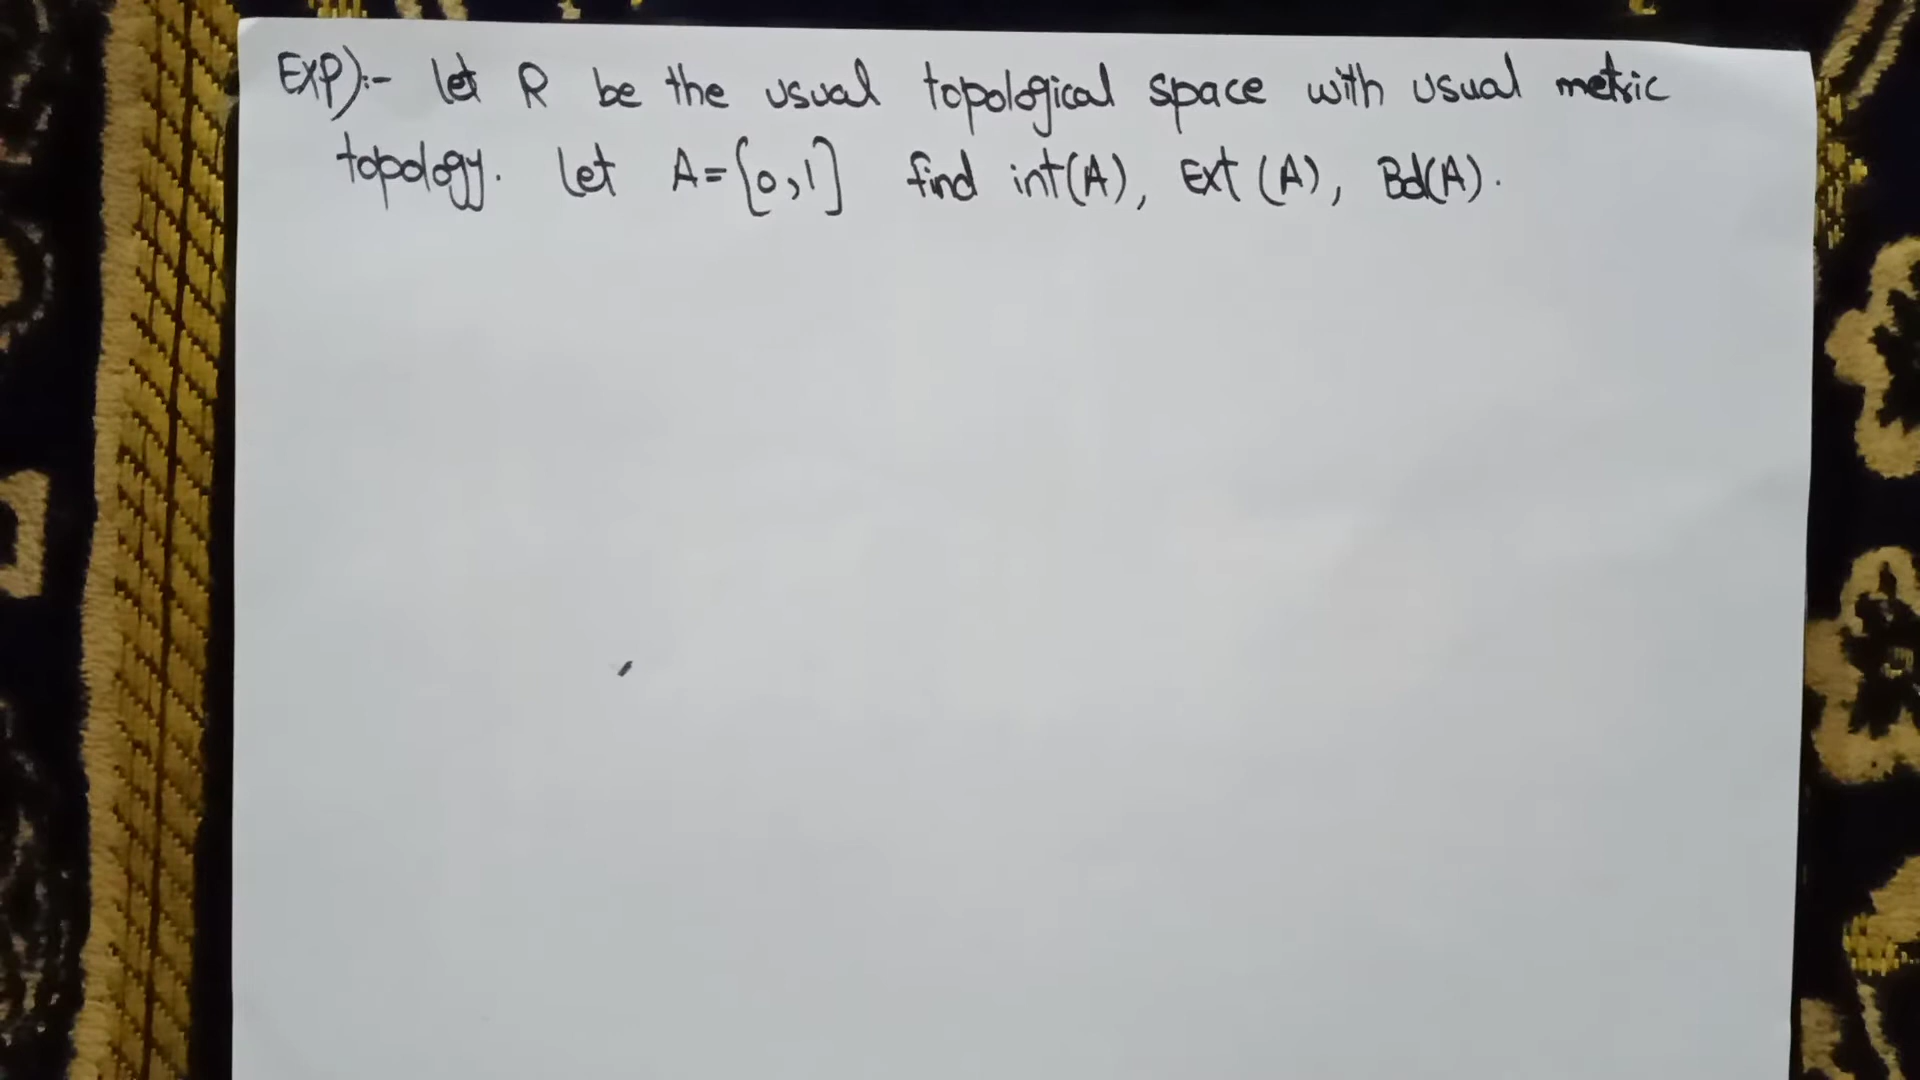 EXP):- let R be the usual topological space with usual metric
topology. Let A=[0,1] find int(A), Ext (A), Bd(A).